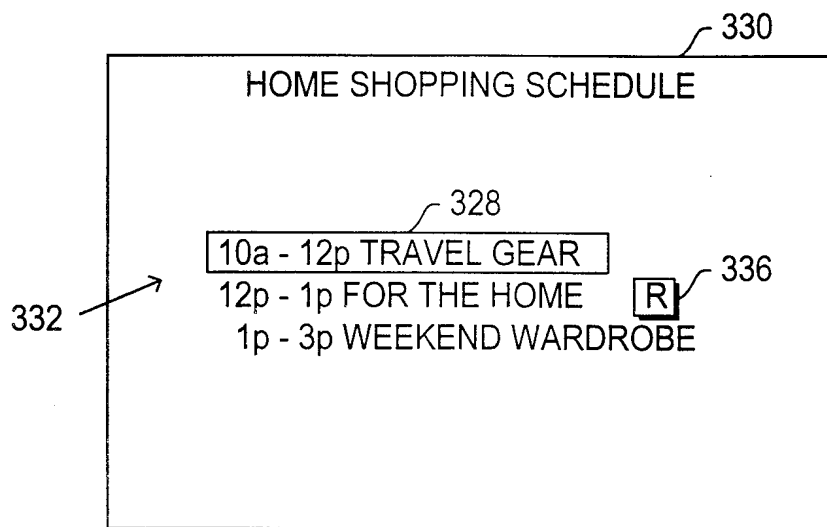 330
HOME SHOPPING SCHEDULE
328
10a - 12p TRAVEL GEAR
336
12p - 1p FOR THE HOME R
332
1p - 3p WEEKEND WARDROBE